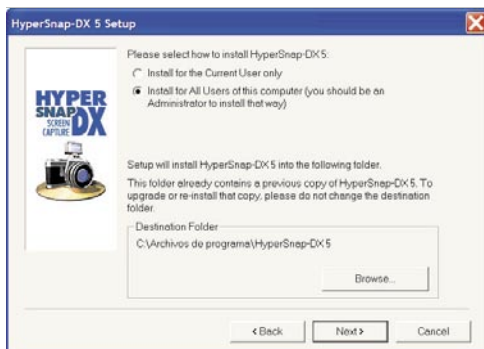 HyperSnap-DX 5 Setup
Please select how to install HyperSnap-DX 5:
Install for the Current User only
Install for All Users of this computer (you should be an
Administrator to install that way)
HYPER
SNAP DX
SCREEN
CAPTURE
Setup will install HyperSnap-DX 5 into the following folder.
This folder already contains a previous copy of HyperSnap-DX 5. To
upgrade or re-install that copy, please do not change the destination
folder.
Destination Folder
C:\Archivos de programa\HyperSnap-DX 5
Browse...
< Back
Next >
Cancel